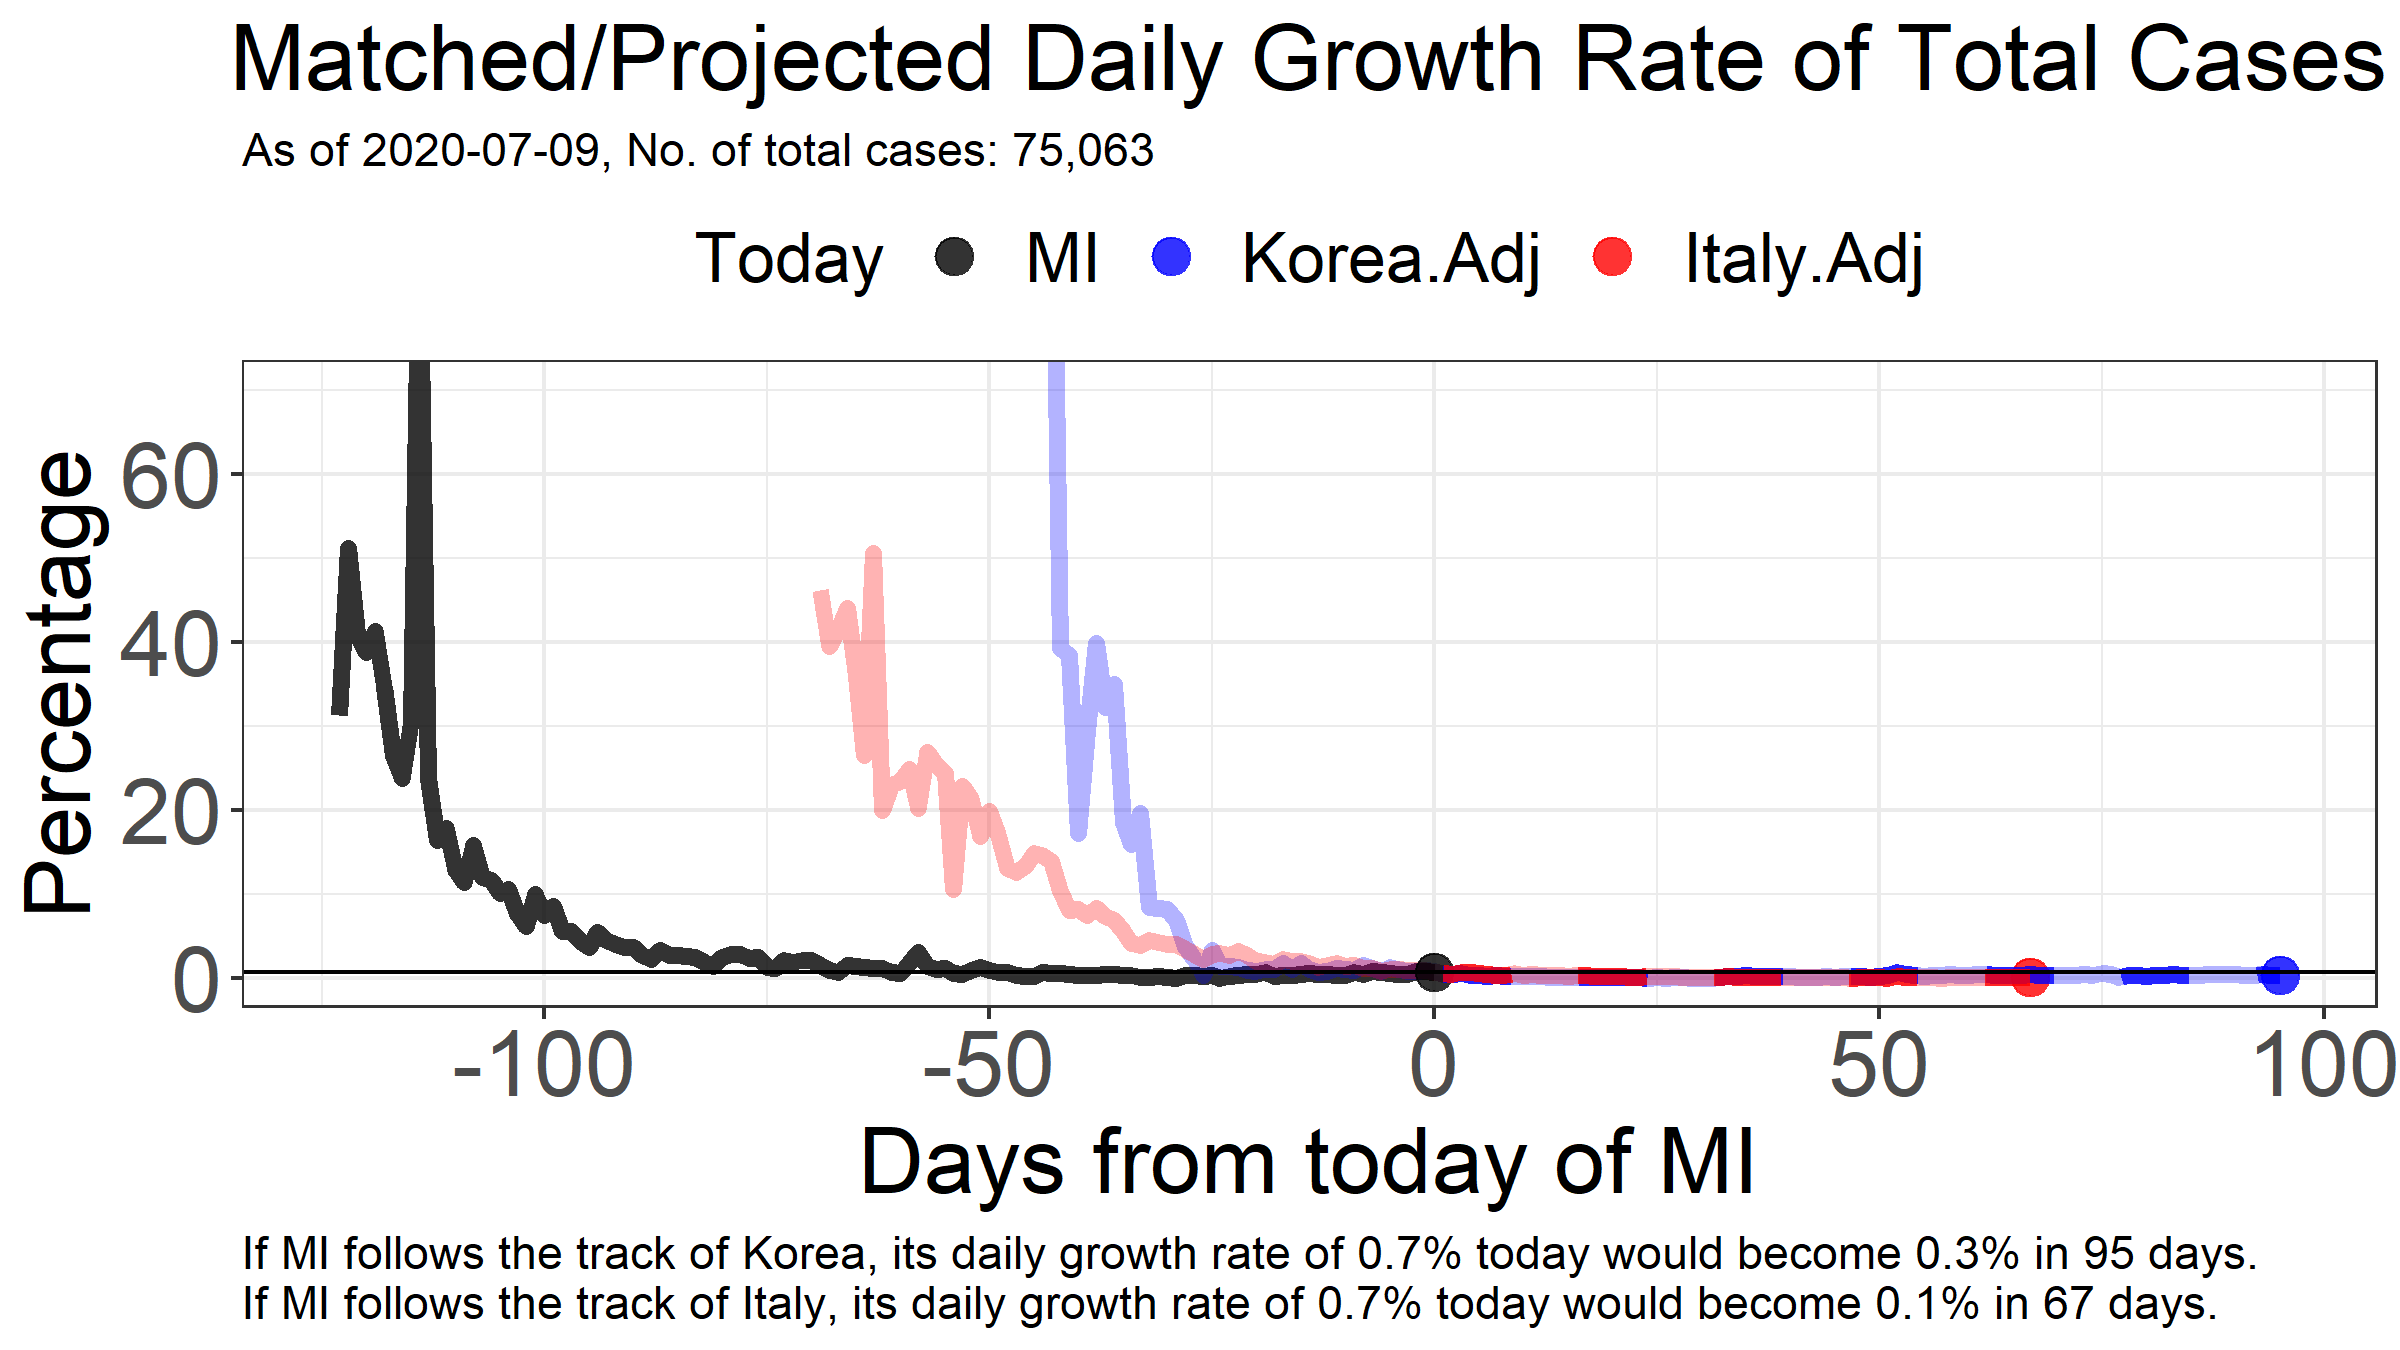 Matched/Projected Daily Growth Rate of Total Cases
As of 2020-07-09, No. of total cases: 75,063
Today MI Korea.Adj Italy.Adj
Percentage
60
40
20
0
-100 -50 0 50 100
Days from today of MI
If MI follows the track of Korea, its daily growth rate of 0.7% today would become 0.3% in 95 days.
If MI follows the track of Italy, its daily growth rate of 0.7% today would become 0.1% in 67 days.